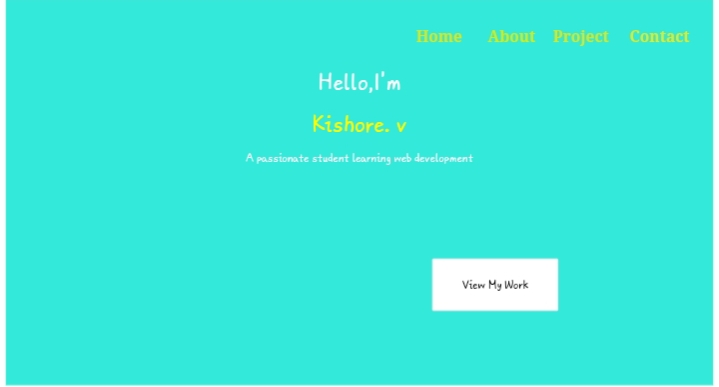 Home About Project Contact
Hello,I'm
Kishore. v
A passionate student learning web development
View My Work